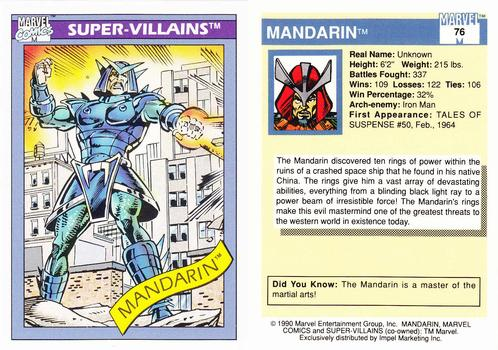 MARVEL
COMICS
SUPER-VILLAINS™
MANDARIN™
MANDARIN™
MARVEL™
76
Real Name: Unknown
Height: 6'2" Weight: 215 lbs.
Battles Fought: 337
Wins: 109 Losses: 122 Ties: 106
Win Percentage: 32%
Arch-enemy: Iron Man
First Appearance: TALES OF
SUSPENSE #50, Feb., 1964
The Mandarin discovered ten rings of power within the
ruins of a crashed space ship that he found in his native
China. The rings give him a vast array of devastating
abilities, everything from a blinding black light ray to a
power beam of irresistible force! The Mandarin's rings
make this evil mastermind one of the greatest threats to
the western world in existence today.
Did You Know: The Mandarin is a master of the
martial arts!
© 1990 Marvel Entertainment Group, Inc. MANDARIN, MARVEL
COMICS and SUPER-VILLAINS (co-owned): TM Marvel.
Exclusively distributed by Impel Marketing Inc.